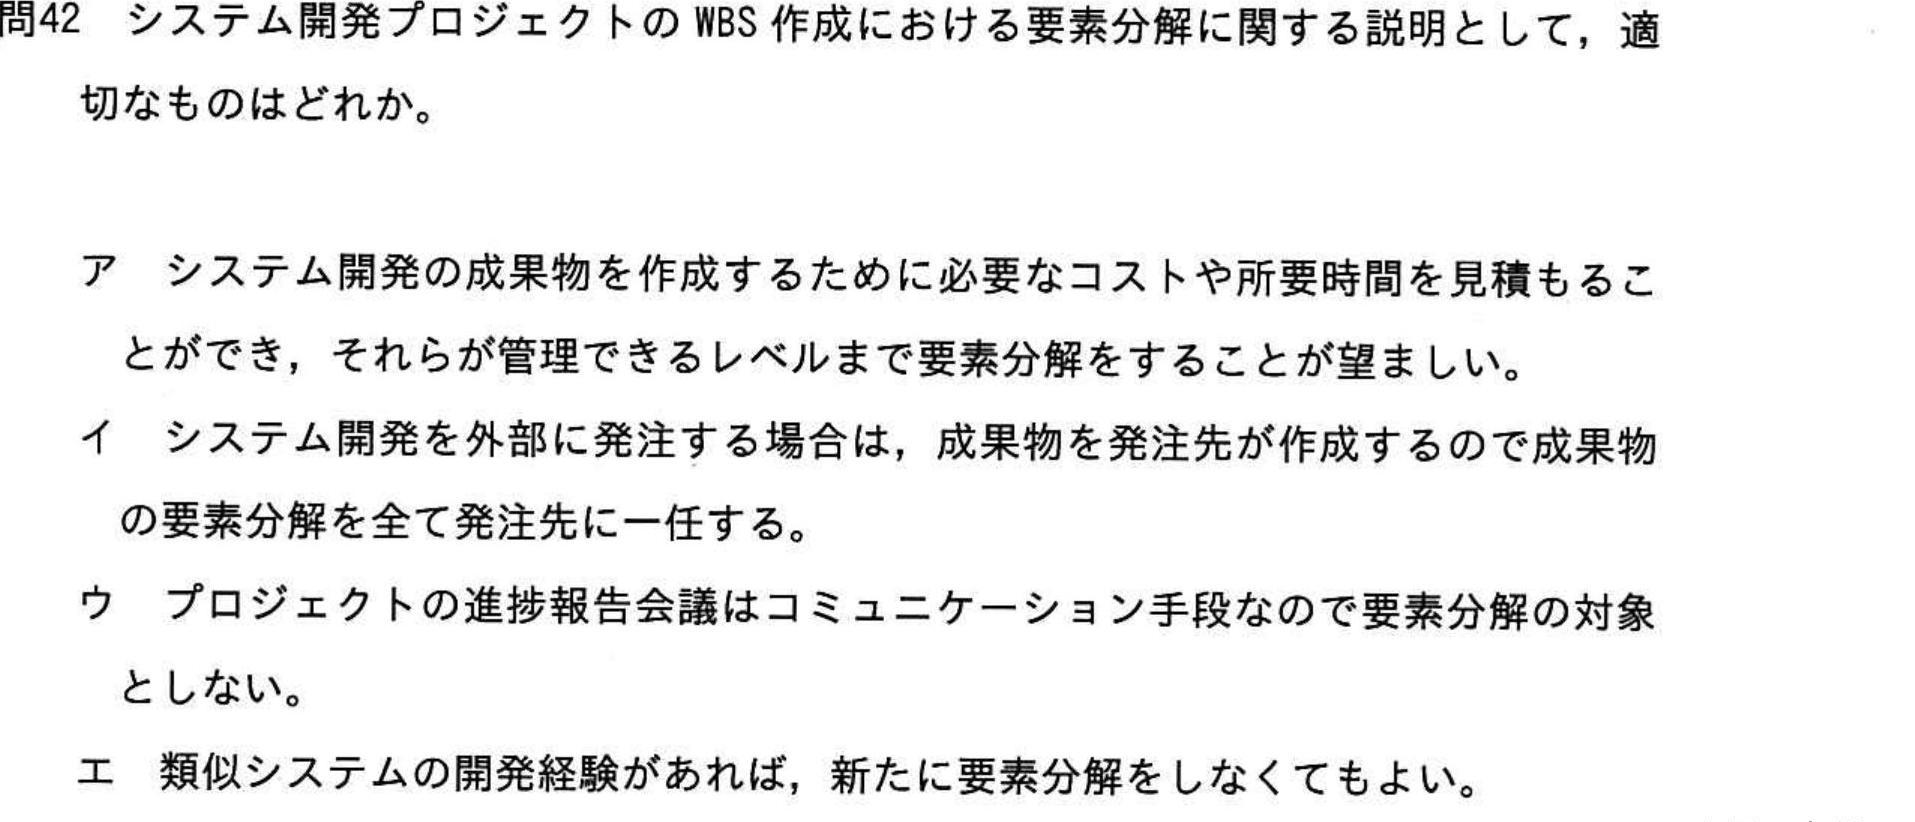 問42 システム開発プロジェクトの WBS 作成における要素分解に関する説明として，適
切なものはどれか。
ア システム開発の成果物を作成するために必要なコストや所要時間を見積もるこ
とができ，それらが管理できるレベルまで要素分解をすることが望ましい。
イ システム開発を外部に発注する場合は，成果物を発注先が作成するので成果物
の要素分解を全て発注先に一任する。
ウ プロジェクトの進捗報告会議はコミュニケーション手段なので要素分解の対象
としない。
エ 類似システムの開発経験があれば，新たに要素分解をしなくてもよい。